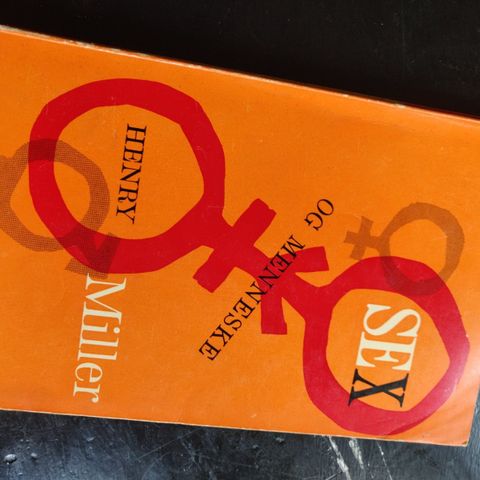 SEX
OG MENNESKE
HENRY
Miller